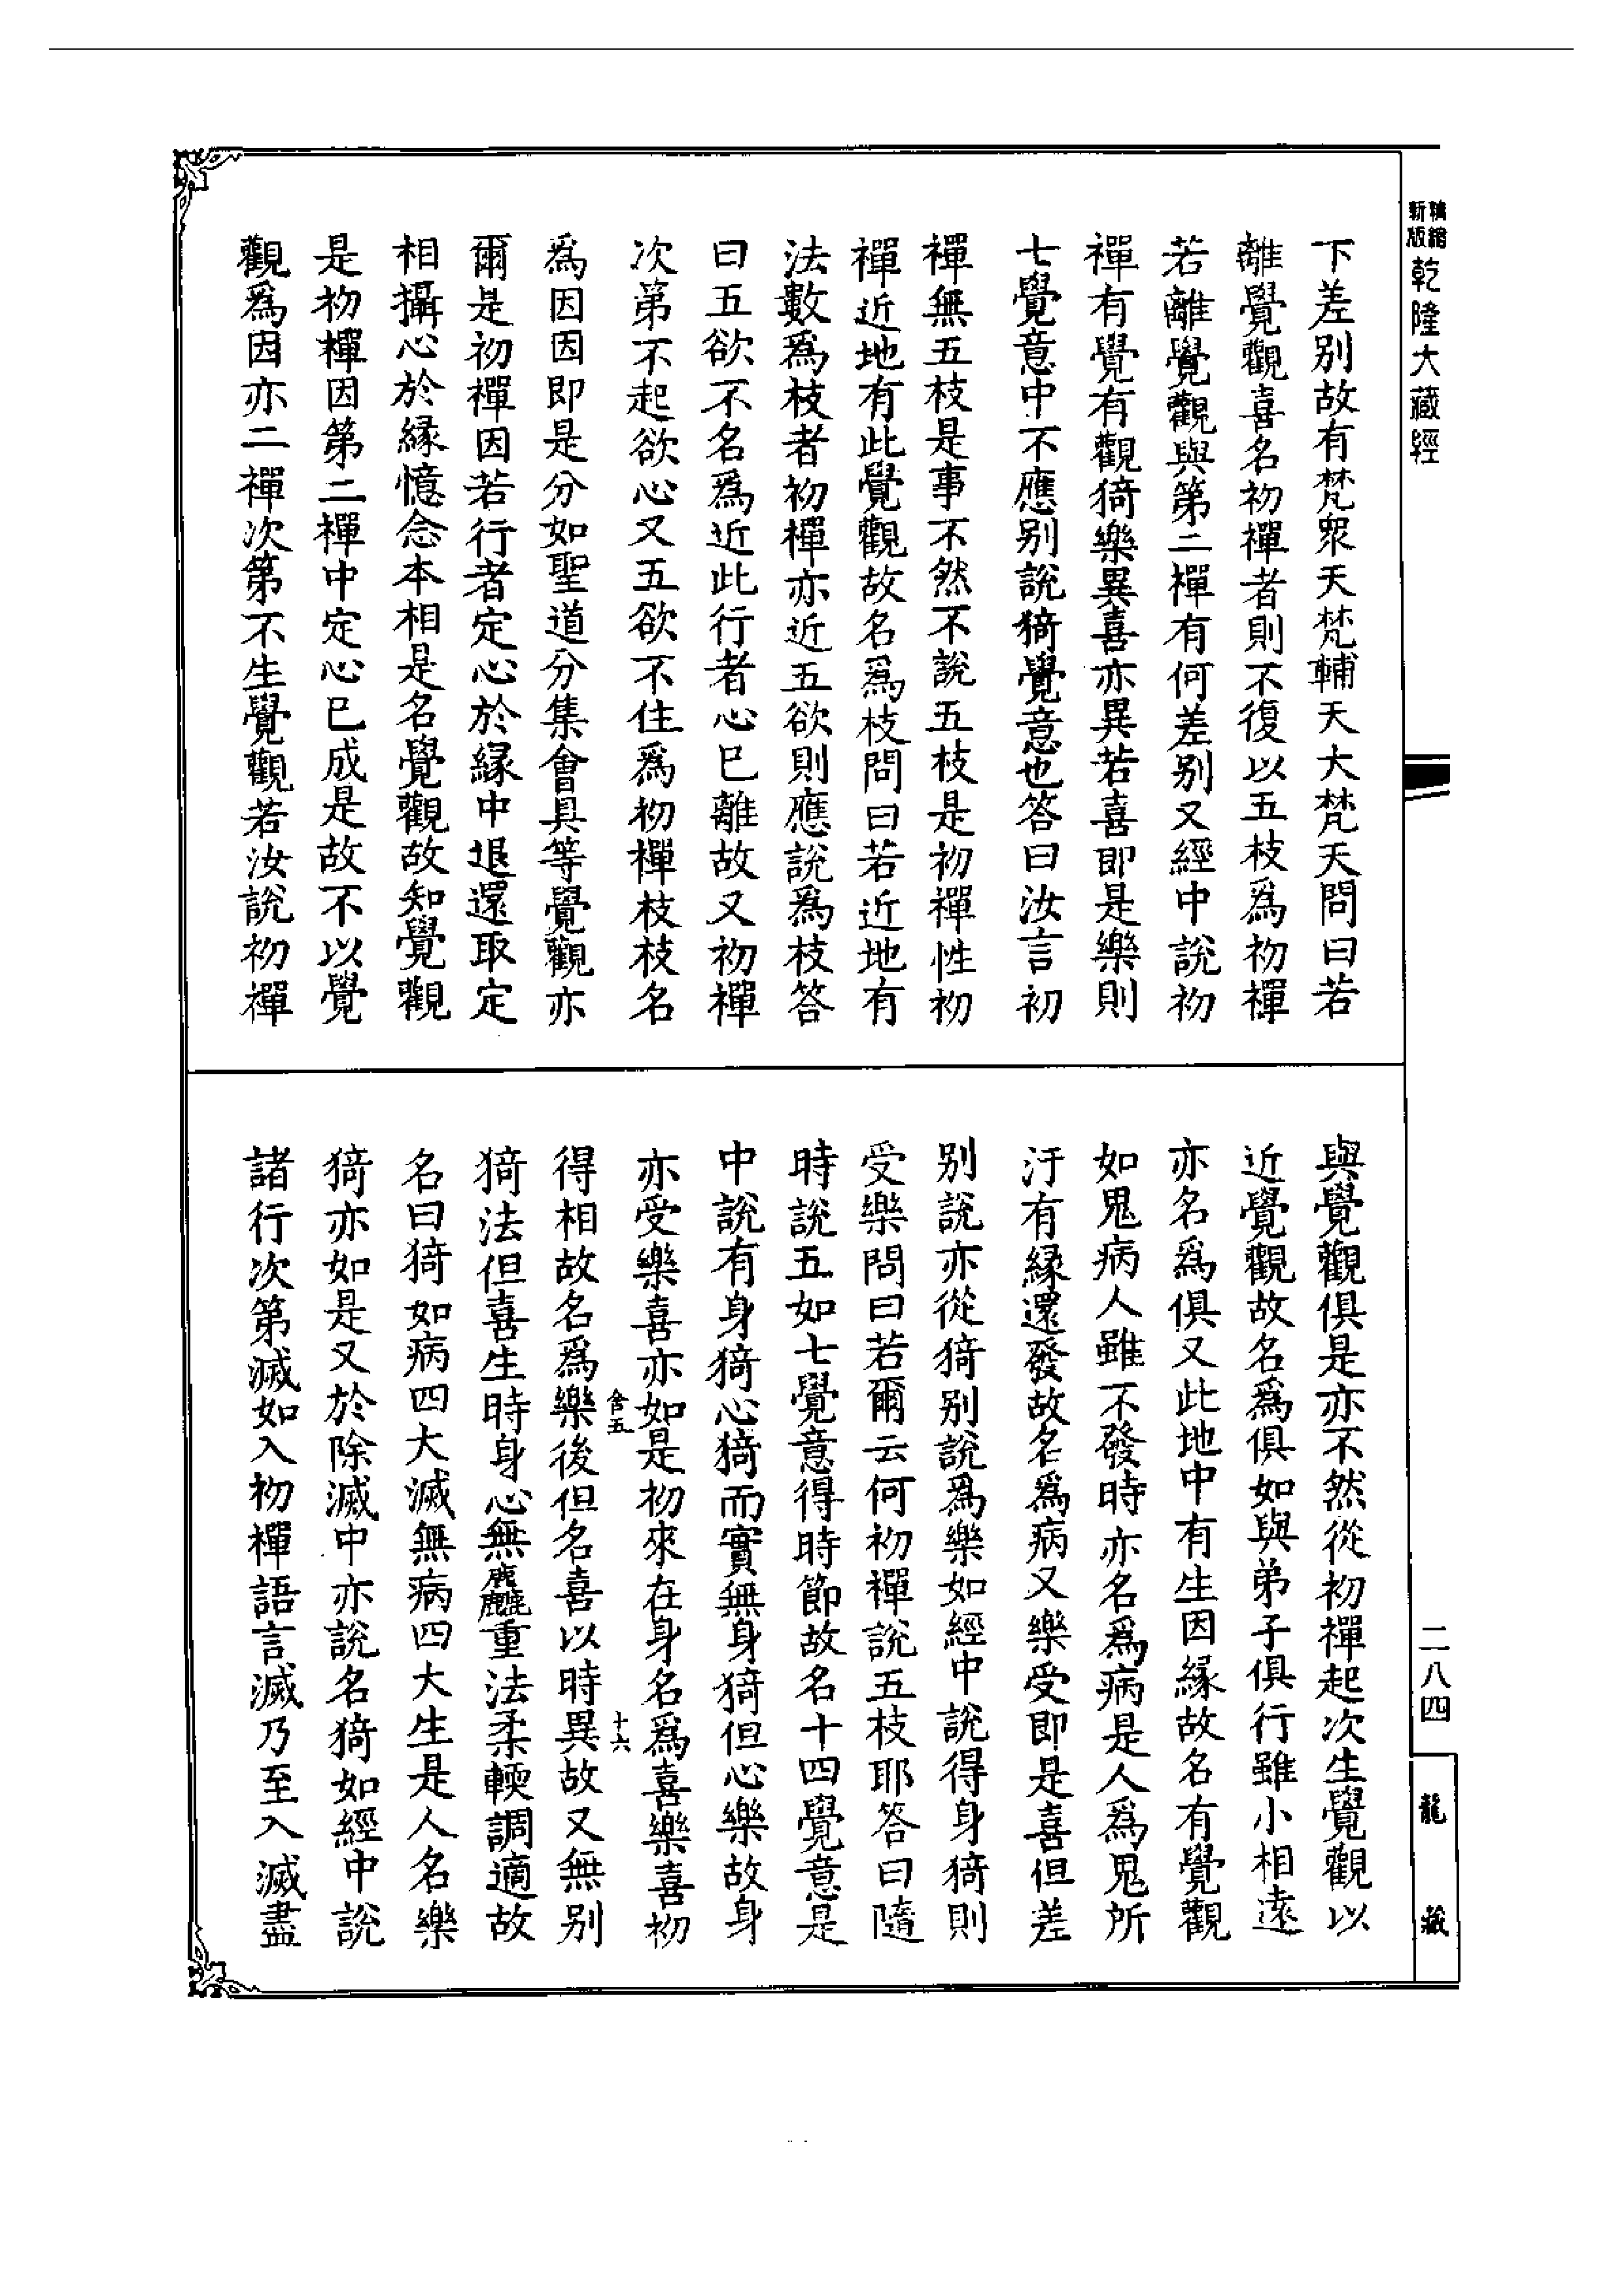 新版精縮乾隆大藏經
下差别故有梵衆天梵輔天大梵天問曰若
離覺觀喜名初禪者則不復以五枝爲初禪
若離覺觀與第二禪有何差别又經中説初
禪有覺有觀猗樂異喜亦異若喜即是樂則
七覺意中不應别説猗覺意也答曰汝言初
禪無五枝是事不然不説五枝是初禪性初
禪近地有此覺觀故名爲枝問曰若近地有
法數爲枝者初禪亦近五欲則應説爲枝答
曰五欲不名爲近此行者心已離故又初禪
次第不起欲心又五欲不住爲初禪枝枝名
爲因因即是分如聖道分集會具等覺觀亦
爾是初禪因若行者定心於緣中退還取定
相攝心於緣憶念本相是名覺觀故知覺觀
是初禪因第二禪中定心已成是故不以覺
觀爲因亦二禪次第不生覺觀若汝説初禪
與覺觀俱是亦不然從初禪起次生覺觀以
近覺觀故名爲俱如與弟子俱行雖小相遠
亦名爲俱又此地中有生因緣故名有覺觀
如鬼病人雖不發時亦名爲病是人爲鬼所
汙有緣還發故名爲病又樂受即是喜但差
别説亦從猗别説爲樂如經中説得身猗則
受樂問曰若爾云何初禪説五枝耶答曰隨
時説五如七覺意得時節故名十四覺意是
中説有身猗心猗而實無身猗但心樂故身
亦受樂喜亦如是初來在身名爲喜樂喜初
舍五
十六
得相故名爲樂後但名喜以時異故又無别
猗法但喜生時身心無麤重法柔輭調適故
名曰猗如病四大滅無病四大生是人名樂
猗亦如是又於除滅中亦説名猗如經中説
諸行次第滅如入初禪語言滅乃至入滅盡
二八四
龍藏